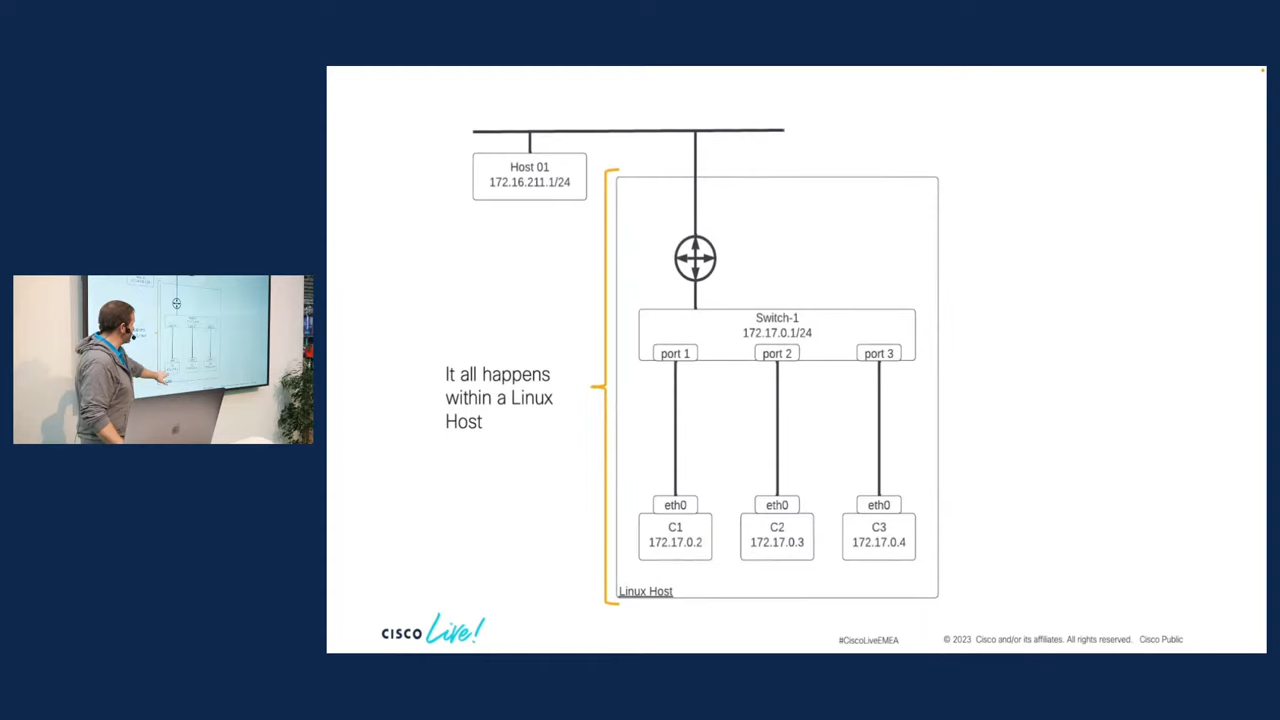 Host 01
172.16.211.1/24
Switch-1
172.17.0.1/24
port 1
port 2
port 3
It all happens
within a Linux
Host
eth0
eth0
eth0
C1
172.17.0.2
C2
172.17.0.3
C3
172.17.0.4
Linux Host
CISCO Live!
#CiscoLiveEMEA
© 2023 Cisco and/or its affiliates. All rights reserved. Cisco Public